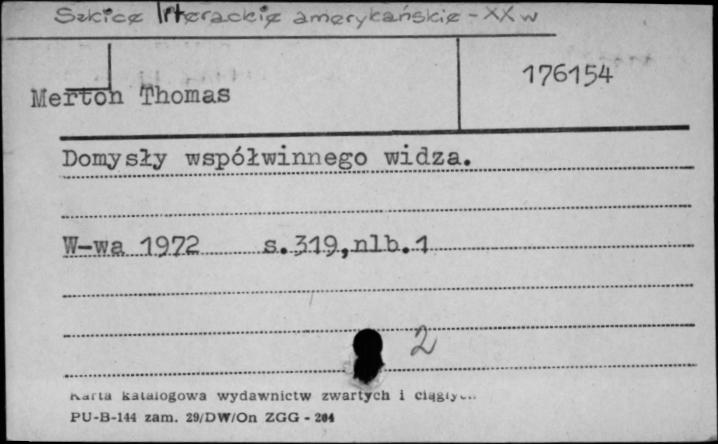 Szkice literackie amerykańskie - XX w
176154
Merton Thomas
Domysły współwinnego widza.
W-wa 1972 s.319,nlb.1
2
Karta katalogowa wydawnictw zwartych i ciągłych
PU-B-144 zam. 29/DW/On ZGG - 204